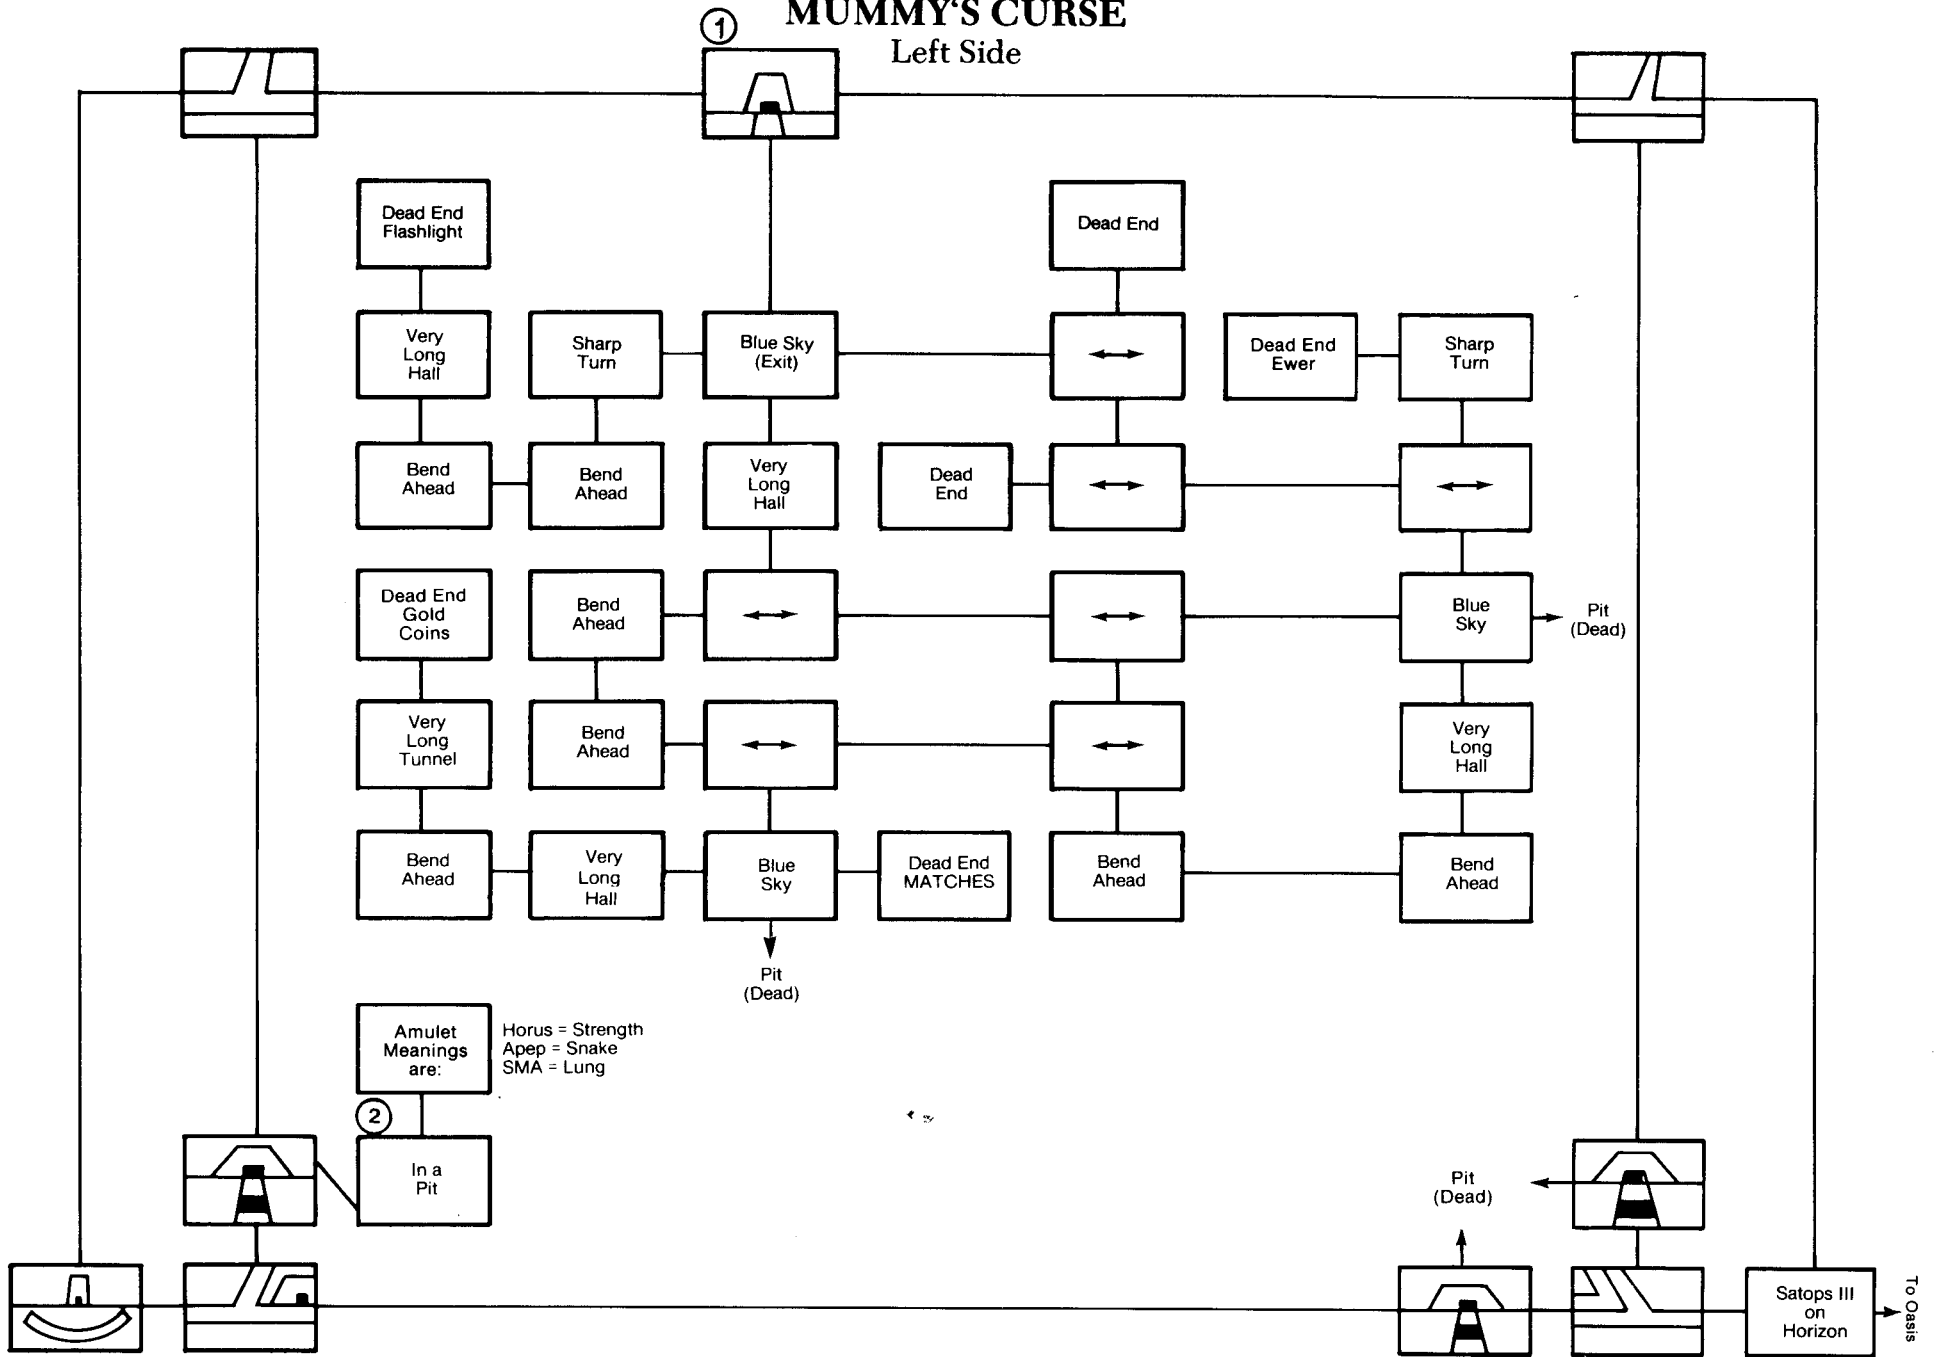 MUMMY'S CURSE
Left Side
1
Dead End
Flashlight
Dead End
Very
Long
Hall
Sharp
Turn
Blue Sky
(Exit)
Dead End
Ewer
Sharp
Turn
Bend
Ahead
Bend
Ahead
Very
Long
Hall
Dead
End
Dead End
Gold
Coins
Bend
Ahead
Blue
Sky
Pit
(Dead)
Very
Long
Tunnel
Bend
Ahead
Very
Long
Hall
Bend
Ahead
Very
Long
Hall
Blue
Sky
Dead End
MATCHES
Bend
Ahead
Bend
Ahead
Pit
(Dead)
Amulet
Meanings
are:
Horus = Strength
Apep = Snake
SMA = Lung
2
In a
Pit
Pit
(Dead)
Satops III
on
Horizon
To Oasis